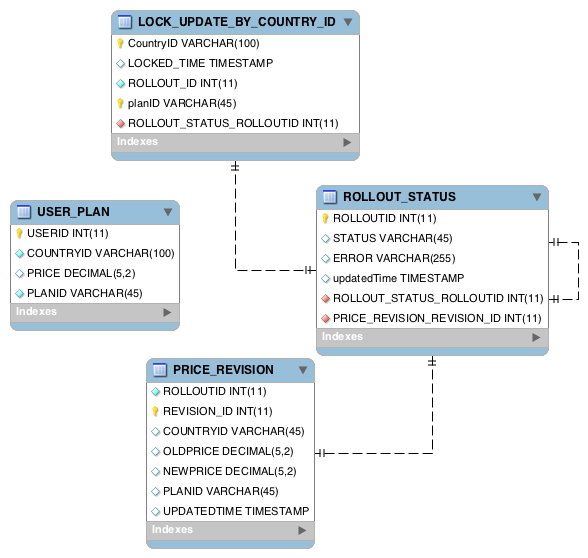 LOCK_UPDATE_BY_COUNTRY_ID
CountryID VARCHAR(100)
LOCKED_TIME TIMESTAMP
ROLLOUT_ID INT(11)
planID VARCHAR(45)
ROLLOUT_STATUS_ROLLOUTID INT(11)
Indexes
USER_PLAN
USERID INT(11)
COUNTRYID VARCHAR(100)
PRICE DECIMAL(5,2)
PLANID VARCHAR(45)
Indexes
ROLLOUT_STATUS
ROLLOUTID INT(11)
STATUS VARCHAR(45)
ERROR VARCHAR(255)
updatedTime TIMESTAMP
ROLLOUT_STATUS_ROLLOUTID INT(11)
PRICE_REVISION_REVISION_ID INT(11)
Indexes
PRICE_REVISION
ROLLOUTID INT(11)
REVISION_ID INT(11)
COUNTRYID VARCHAR(45)
OLDPRICE DECIMAL(5,2)
NEWPRICE DECIMAL(5,2)
PLANID VARCHAR(45)
UPDATEDTIME TIMESTAMP
Indexes